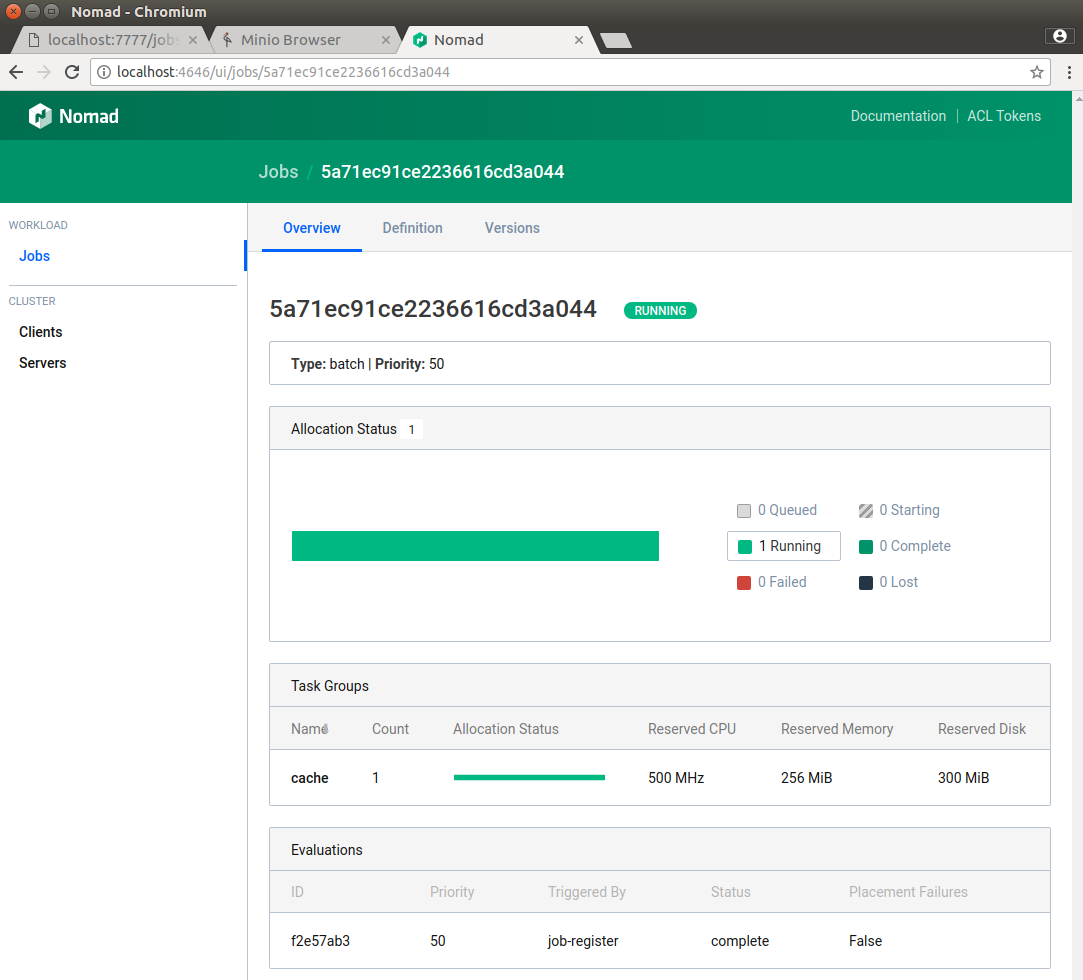 Nomad - Chromium
localhost:7777/jobs
Minio Browser
Nomad
localhost:4646/ui/jobs/5a71ec91ce2236616cd3a044
Nomad
Documentation | ACL Tokens
Jobs / 5a71ec91ce2236616cd3a044
WORKLOAD
Jobs
CLUSTER
Clients
Servers
Overview Definition Versions
5a71ec91ce2236616cd3a044 RUNNING
Type: batch | Priority: 50
Allocation Status 1
0 Queued 0 Starting
1 Running 0 Complete
0 Failed 0 Lost
Task Groups
Name Count Allocation Status Reserved CPU Reserved Memory Reserved Disk
cache 1 500 MHz 256 MiB 300 MiB
Evaluations
ID Priority Triggered By Status Placement Failures
f2e57ab3 50 job-register complete False